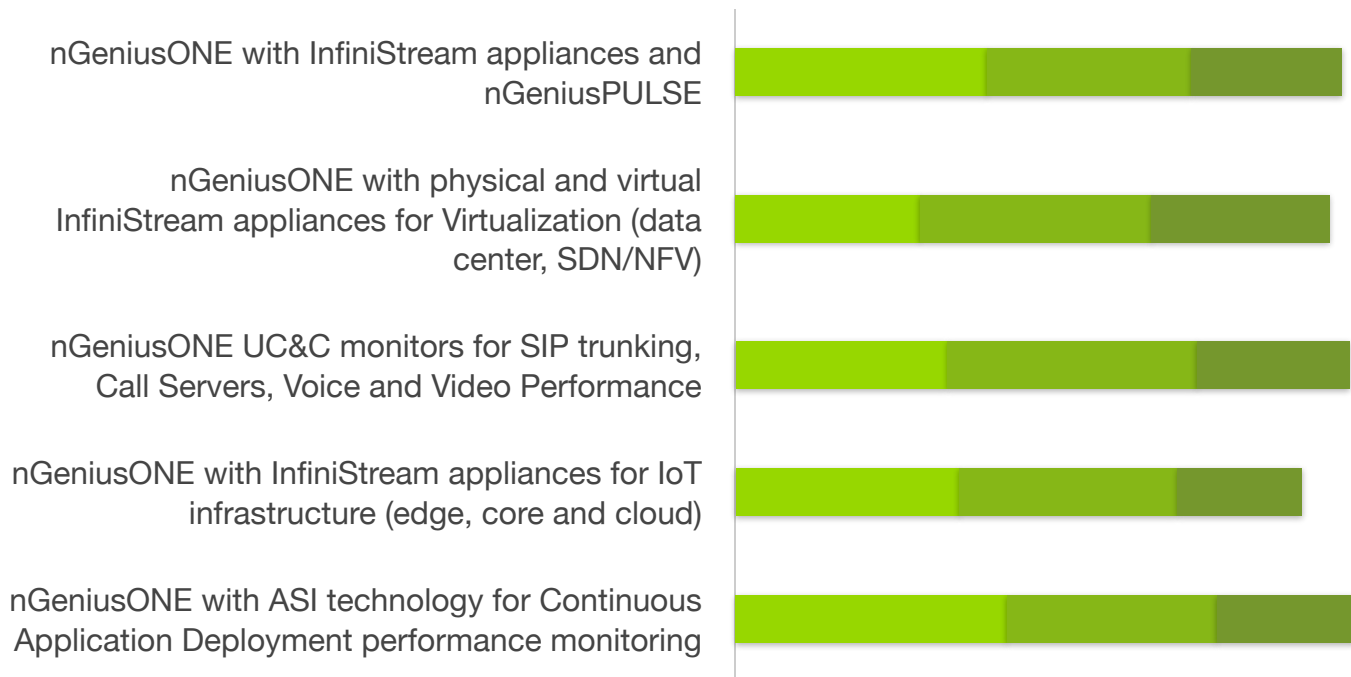 nGeniusONE with InfiniStream appliances and
nGeniusPULSE
nGeniusONE with physical and virtual
InfiniStream appliances for Virtualization (data
center, SDN/NFV)
nGeniusONE UC&C monitors for SIP trunking,
Call Servers, Voice and Video Performance
nGeniusONE with InfiniStream appliances for IoT
infrastructure (edge, core and cloud)
nGeniusONE with ASI technology for Continuous
Application Deployment performance monitoring